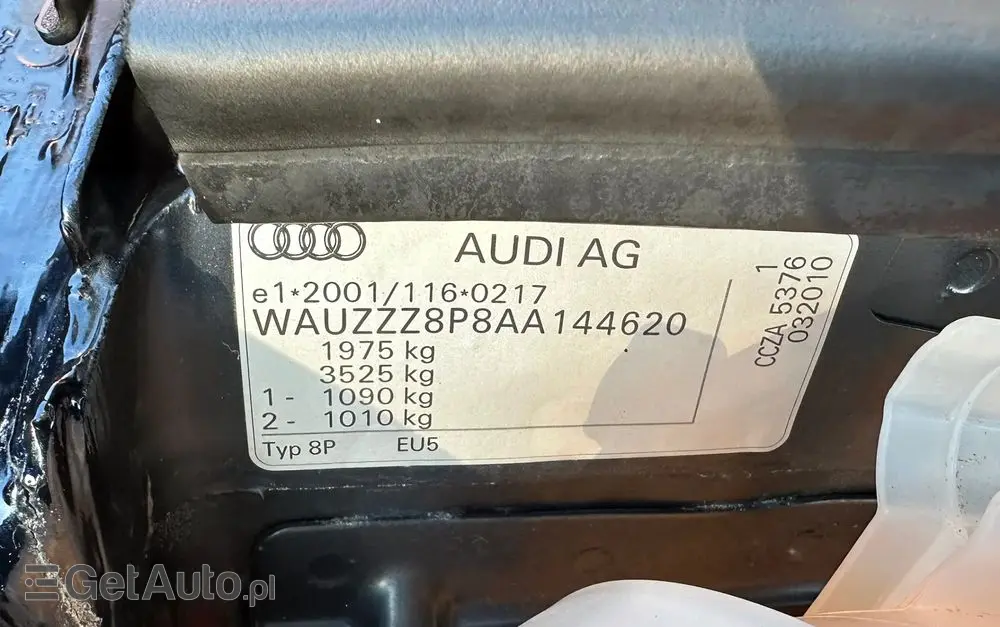 AUDI AG
e1*2001/116*0217
WAUZZZ8P8AA144620
1975 kg
3525 kg
1 - 1090 kg
2 - 1010 kg
Typ 8P EU5
1
CCZA 5376
032010
GetAuto.pl